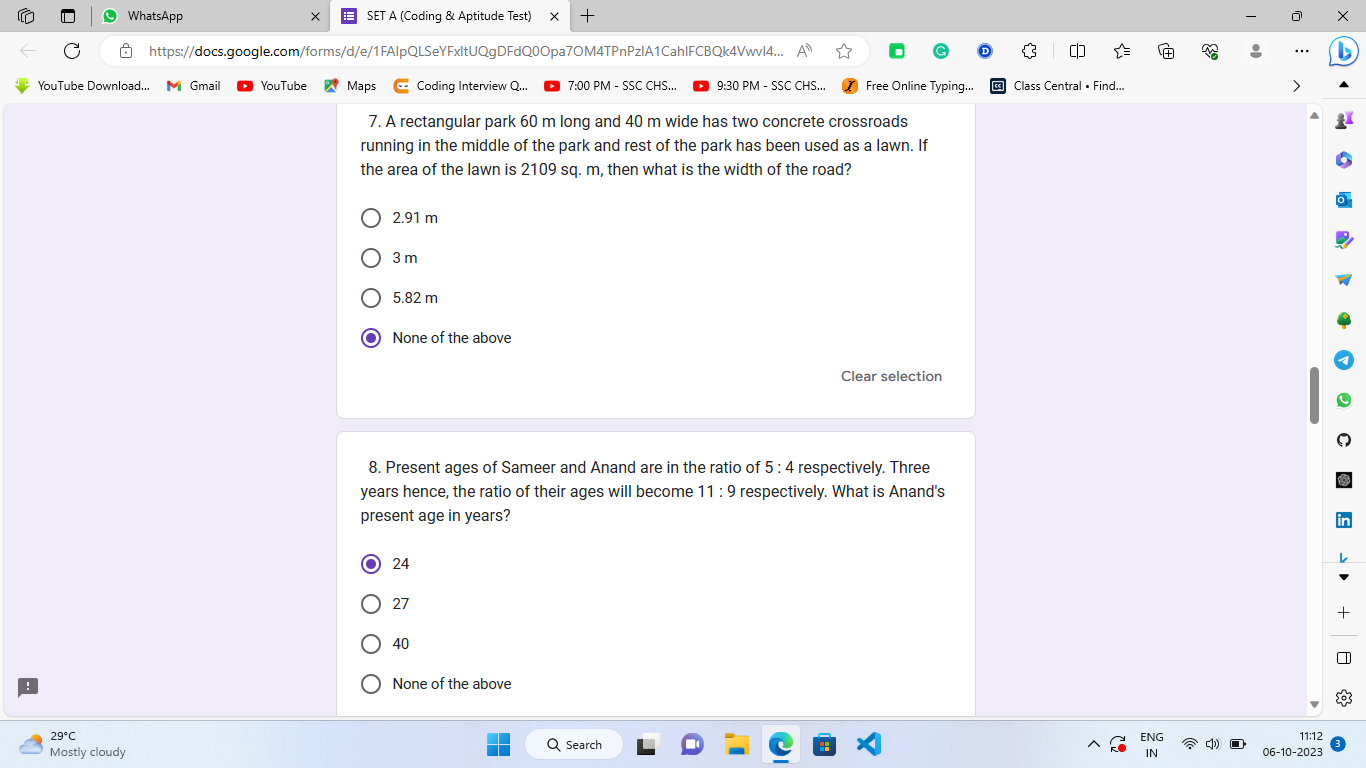 WhatsApp
SET A (Coding & Aptitude Test)
https://docs.google.com/forms/d/e/1FAIpQLSeYFxltUQgDFdQ0Opa7OM4TPnPzlA1CahlFCBQk4Vwvl4...
YouTube Download...
Gmail
YouTube
Maps
Coding Interview Q...
7:00 PM - SSC CHS...
9:30 PM - SSC CHS...
Free Online Typing...
Class Central • Find...
7. A rectangular park 60 m long and 40 m wide has two concrete crossroads
running in the middle of the park and rest of the park has been used as a lawn. If
the area of the lawn is 2109 sq. m, then what is the width of the road?
2.91 m
3 m
5.82 m
None of the above
Clear selection
8. Present ages of Sameer and Anand are in the ratio of 5 : 4 respectively. Three
years hence, the ratio of their ages will become 11 : 9 respectively. What is Anand's
present age in years?
24
27
40
None of the above
29°C
Mostly cloudy
Search
ENG
IN
11:12
06-10-2023
3